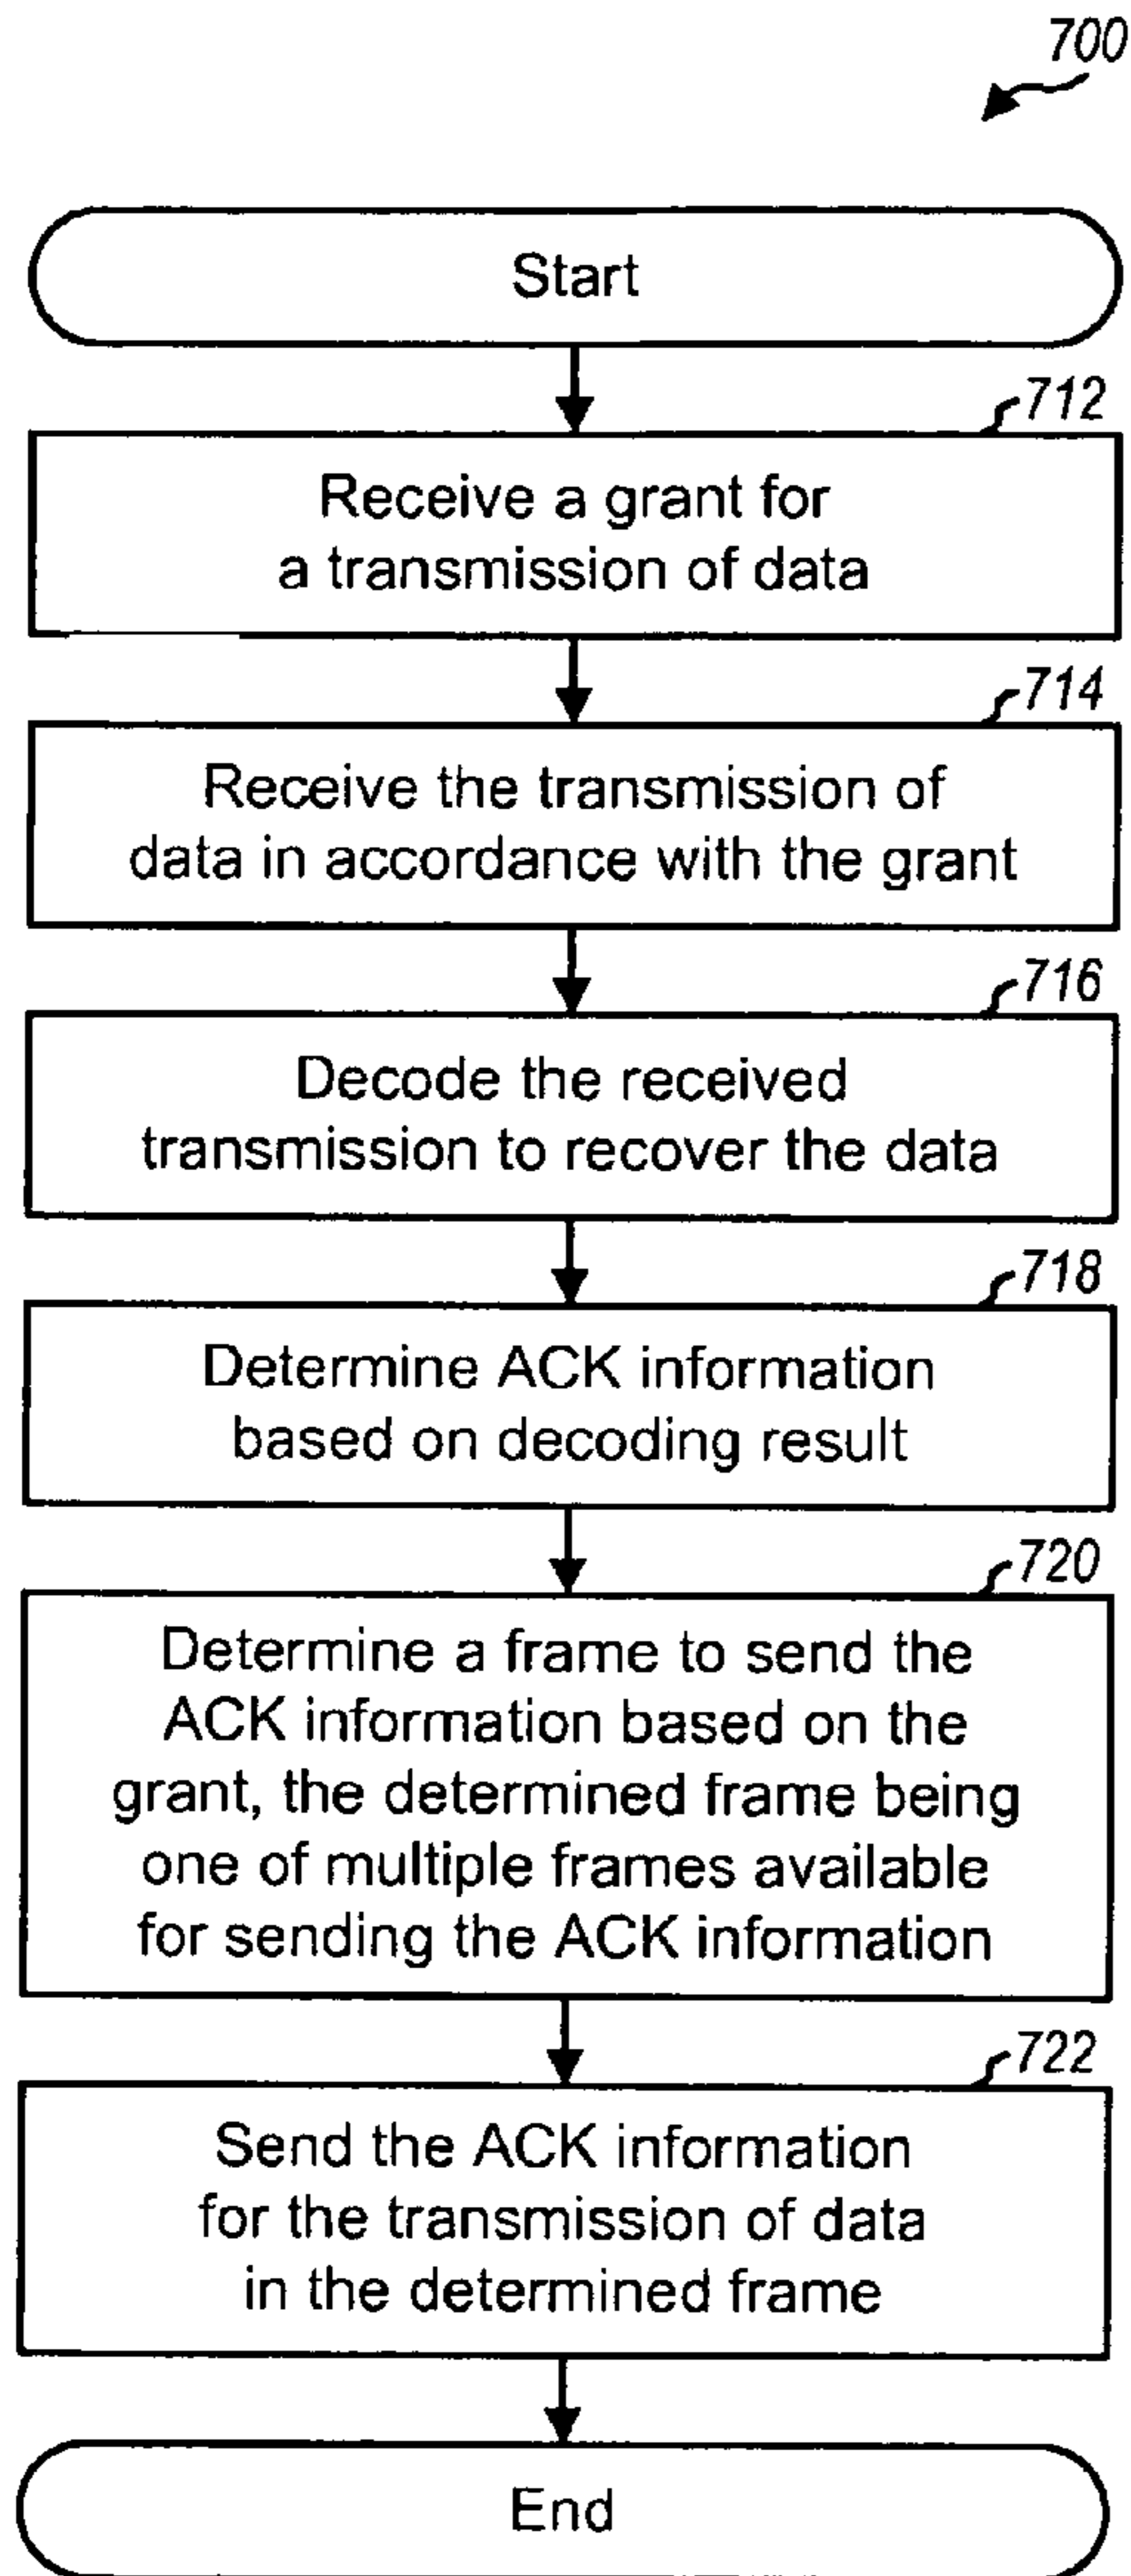 700
Start
712
Receive a grant for
a transmission of data
714
Receive the transmission of
data in accordance with the grant
716
Decode the received
transmission to recover the data
718
Determine ACK information
based on decoding result
720
Determine a frame to send the
ACK information based on the
grant, the determined frame being
one of multiple frames available
for sending the ACK information
722
Send the ACK information
for the transmission of data
in the determined frame
End